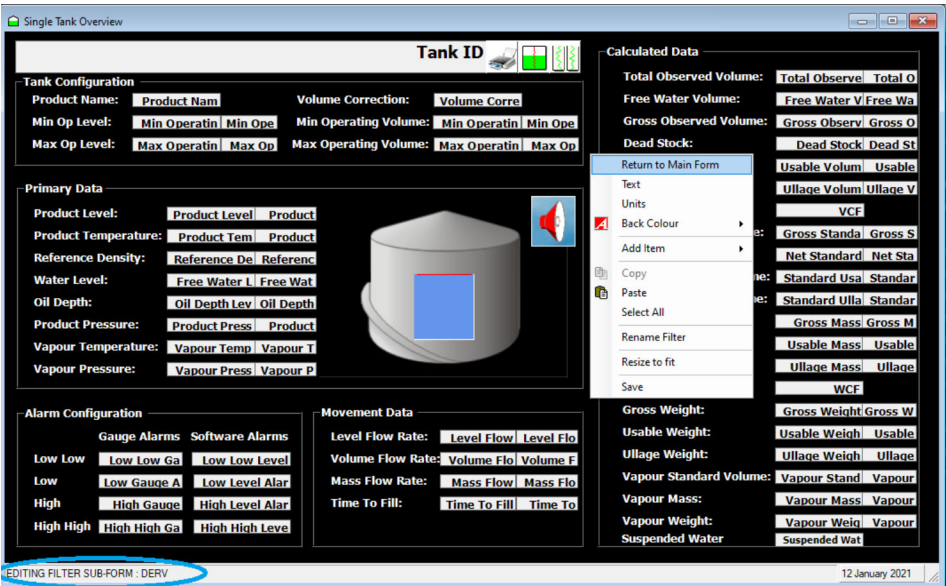 Single Tank Overview
Tank ID
Tank Configuration
Product Name: Product Nam Volume Correction: Volume Corre
Min Op Level: Min Operatin Min Ope Min Operating Volume: Min Operatin Min Ope
Max Op Level: Max Operatin Max Op Max Operating Volume: Max Operatin Max Op
Primary Data
Product Level: Product Level Product
Product Temperature: Product Tem Product
Reference Density: Reference De Referenc
Water Level: Free Water L Free Wat
Oil Depth: Oil Depth Lev Oil Depth
Product Pressure: Product Press Product
Vapour Temperature: Vapour Temp Vapour T
Vapour Pressure: Vapour Press Vapour P
Alarm Configuration
Gauge Alarms Software Alarms
Low Low Low Low Ga Low Low Level
Low Low Gauge A Low Level Alar
High High Gauge High Level Alar
High High High High Ga High High Leve
Movement Data
Level Flow Rate: Level Flow Level Flo
Volume Flow Rate: Volume Flo Volume F
Mass Flow Rate: Mass Flow Mass Flo
Time To Fill: Time To Fill Time To
Calculated Data
Total Observed Volume: Total Observe Total O
Free Water Volume: Free Water V Free Wa
Gross Observed Volume: Gross Observ Gross O
Dead Stock: Dead Stock Dead St
Usable Volum Usable
Ullage Volum Ullage V
VCF
e: Gross Standa Gross S
Net Standard Net Sta
ne: Standard Usa Standar
ne: Standard Ulla Standar
Gross Mass Gross M
Usable Mass Usable
Ullage Mass Ullage
WCF
Gross Weight: Gross Weight Gross W
Usable Weight: Usable Weigh Usable
Ullage Weight: Ullage Weigh Ullage
Vapour Standard Volume: Vapour Stand Vapour
Vapour Mass: Vapour Mass Vapour
Vapour Weight: Vapour Weig Vapour
Suspended Water Suspended Wat
Return to Main Form
Text
Units
Back Colour
Add Item
Copy
Paste
Select All
Rename Filter
Resize to fit
Save
EDITING FILTER SUB-FORM : DERV
12 January 2021